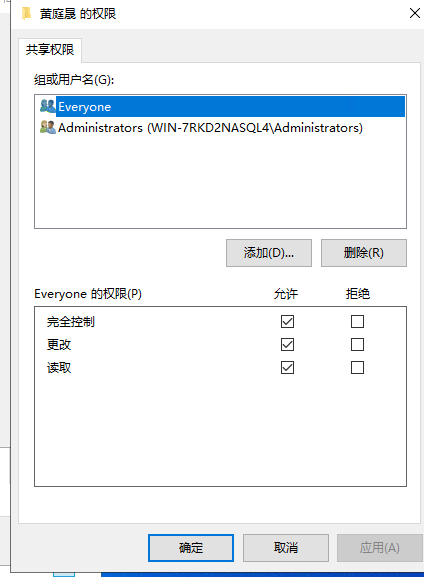 黄庭晟 的权限
共享权限
组或用户名(G):
Everyone
Administrators (WIN-7RKD2NASQL4\Administrators)
添加(D)...
删除(R)
Everyone 的权限(P) 允许 拒绝
完全控制
更改
读取
确定 取消 应用(A)